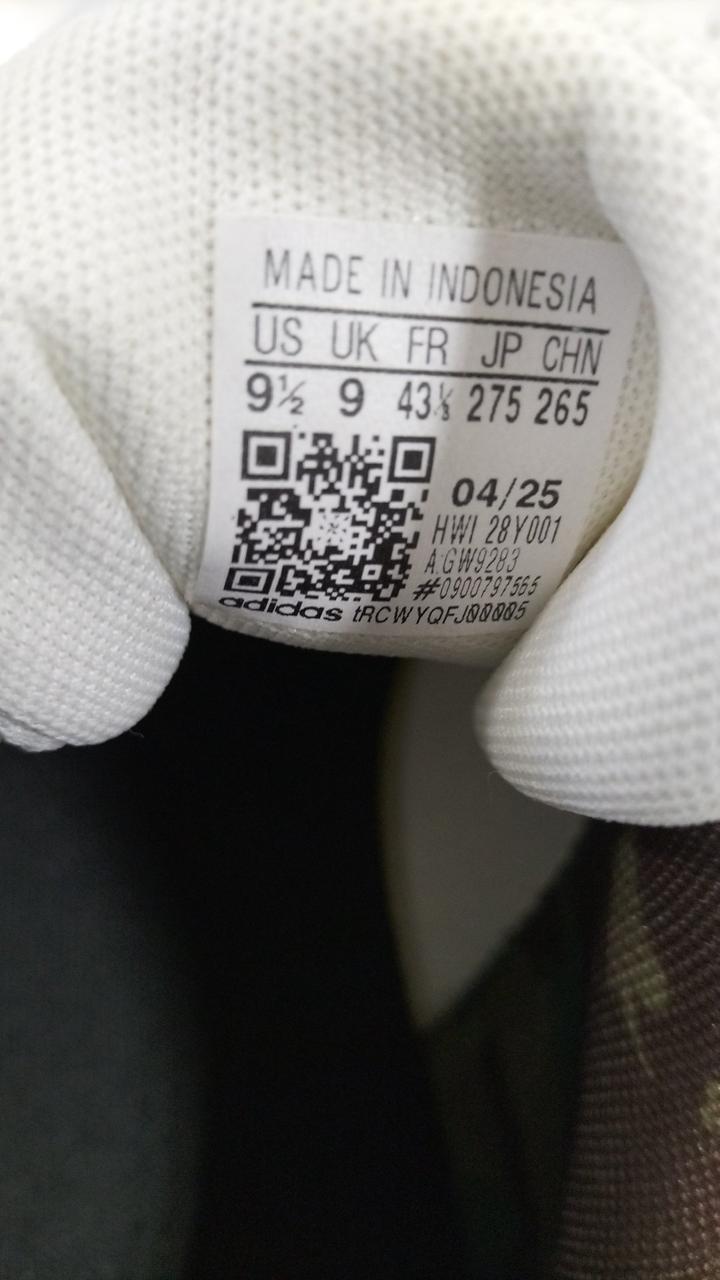 MADE IN INDONESIA
US UK FR JP CHN
9½ 9 43⅓ 275 265
04/25
HWI 28Y001
A:GW9283
#0900797565
adidas tRCWYQFJ00005